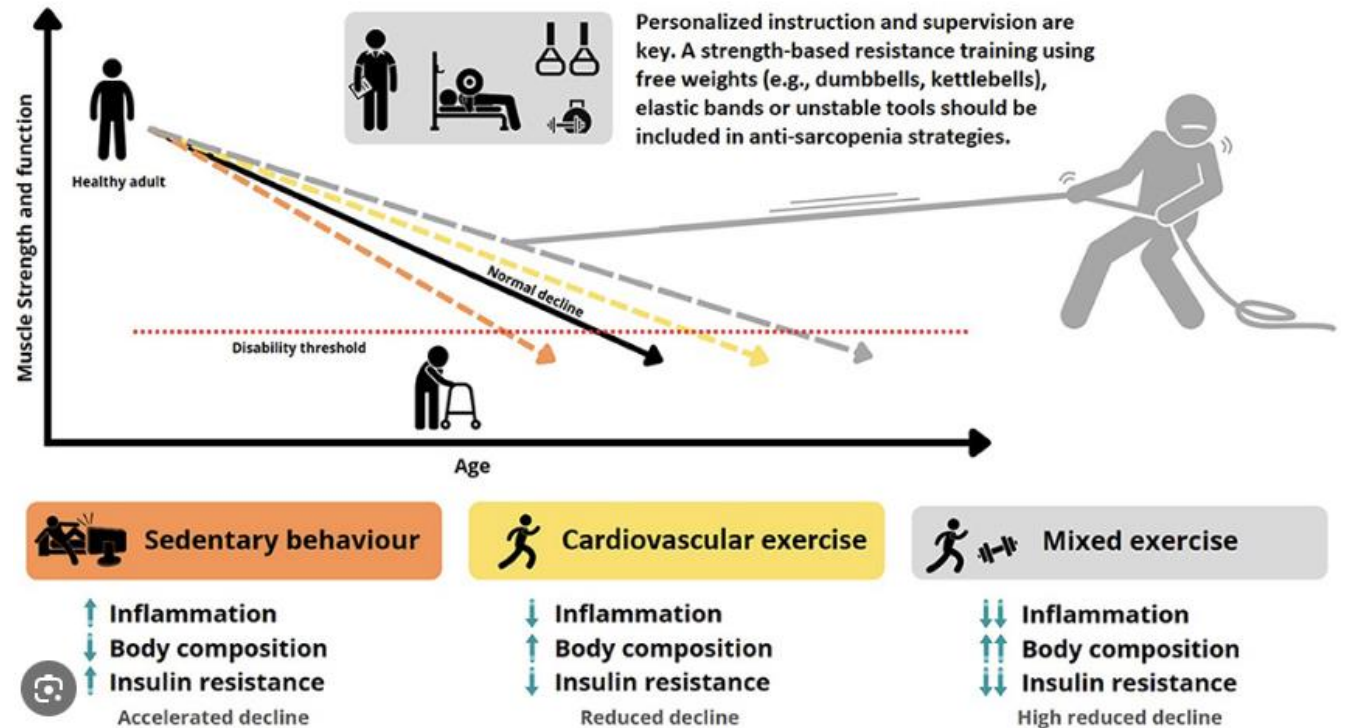 Personalized instruction and supervision are
key. A strength-based resistance training using
free weights (e.g., dumbbells, kettlebells),
elastic bands or unstable tools should be
included in anti-sarcopenia strategies.
Muscle Strength and function
Healthy adult
Normal decline
Disability threshold
Age
Sedentary behaviour
Inflammation
Body composition
Insulin resistance
Accelerated decline
Cardiovascular exercise
Inflammation
Body composition
Insulin resistance
Reduced decline
Mixed exercise
Inflammation
Body composition
Insulin resistance
High reduced decline